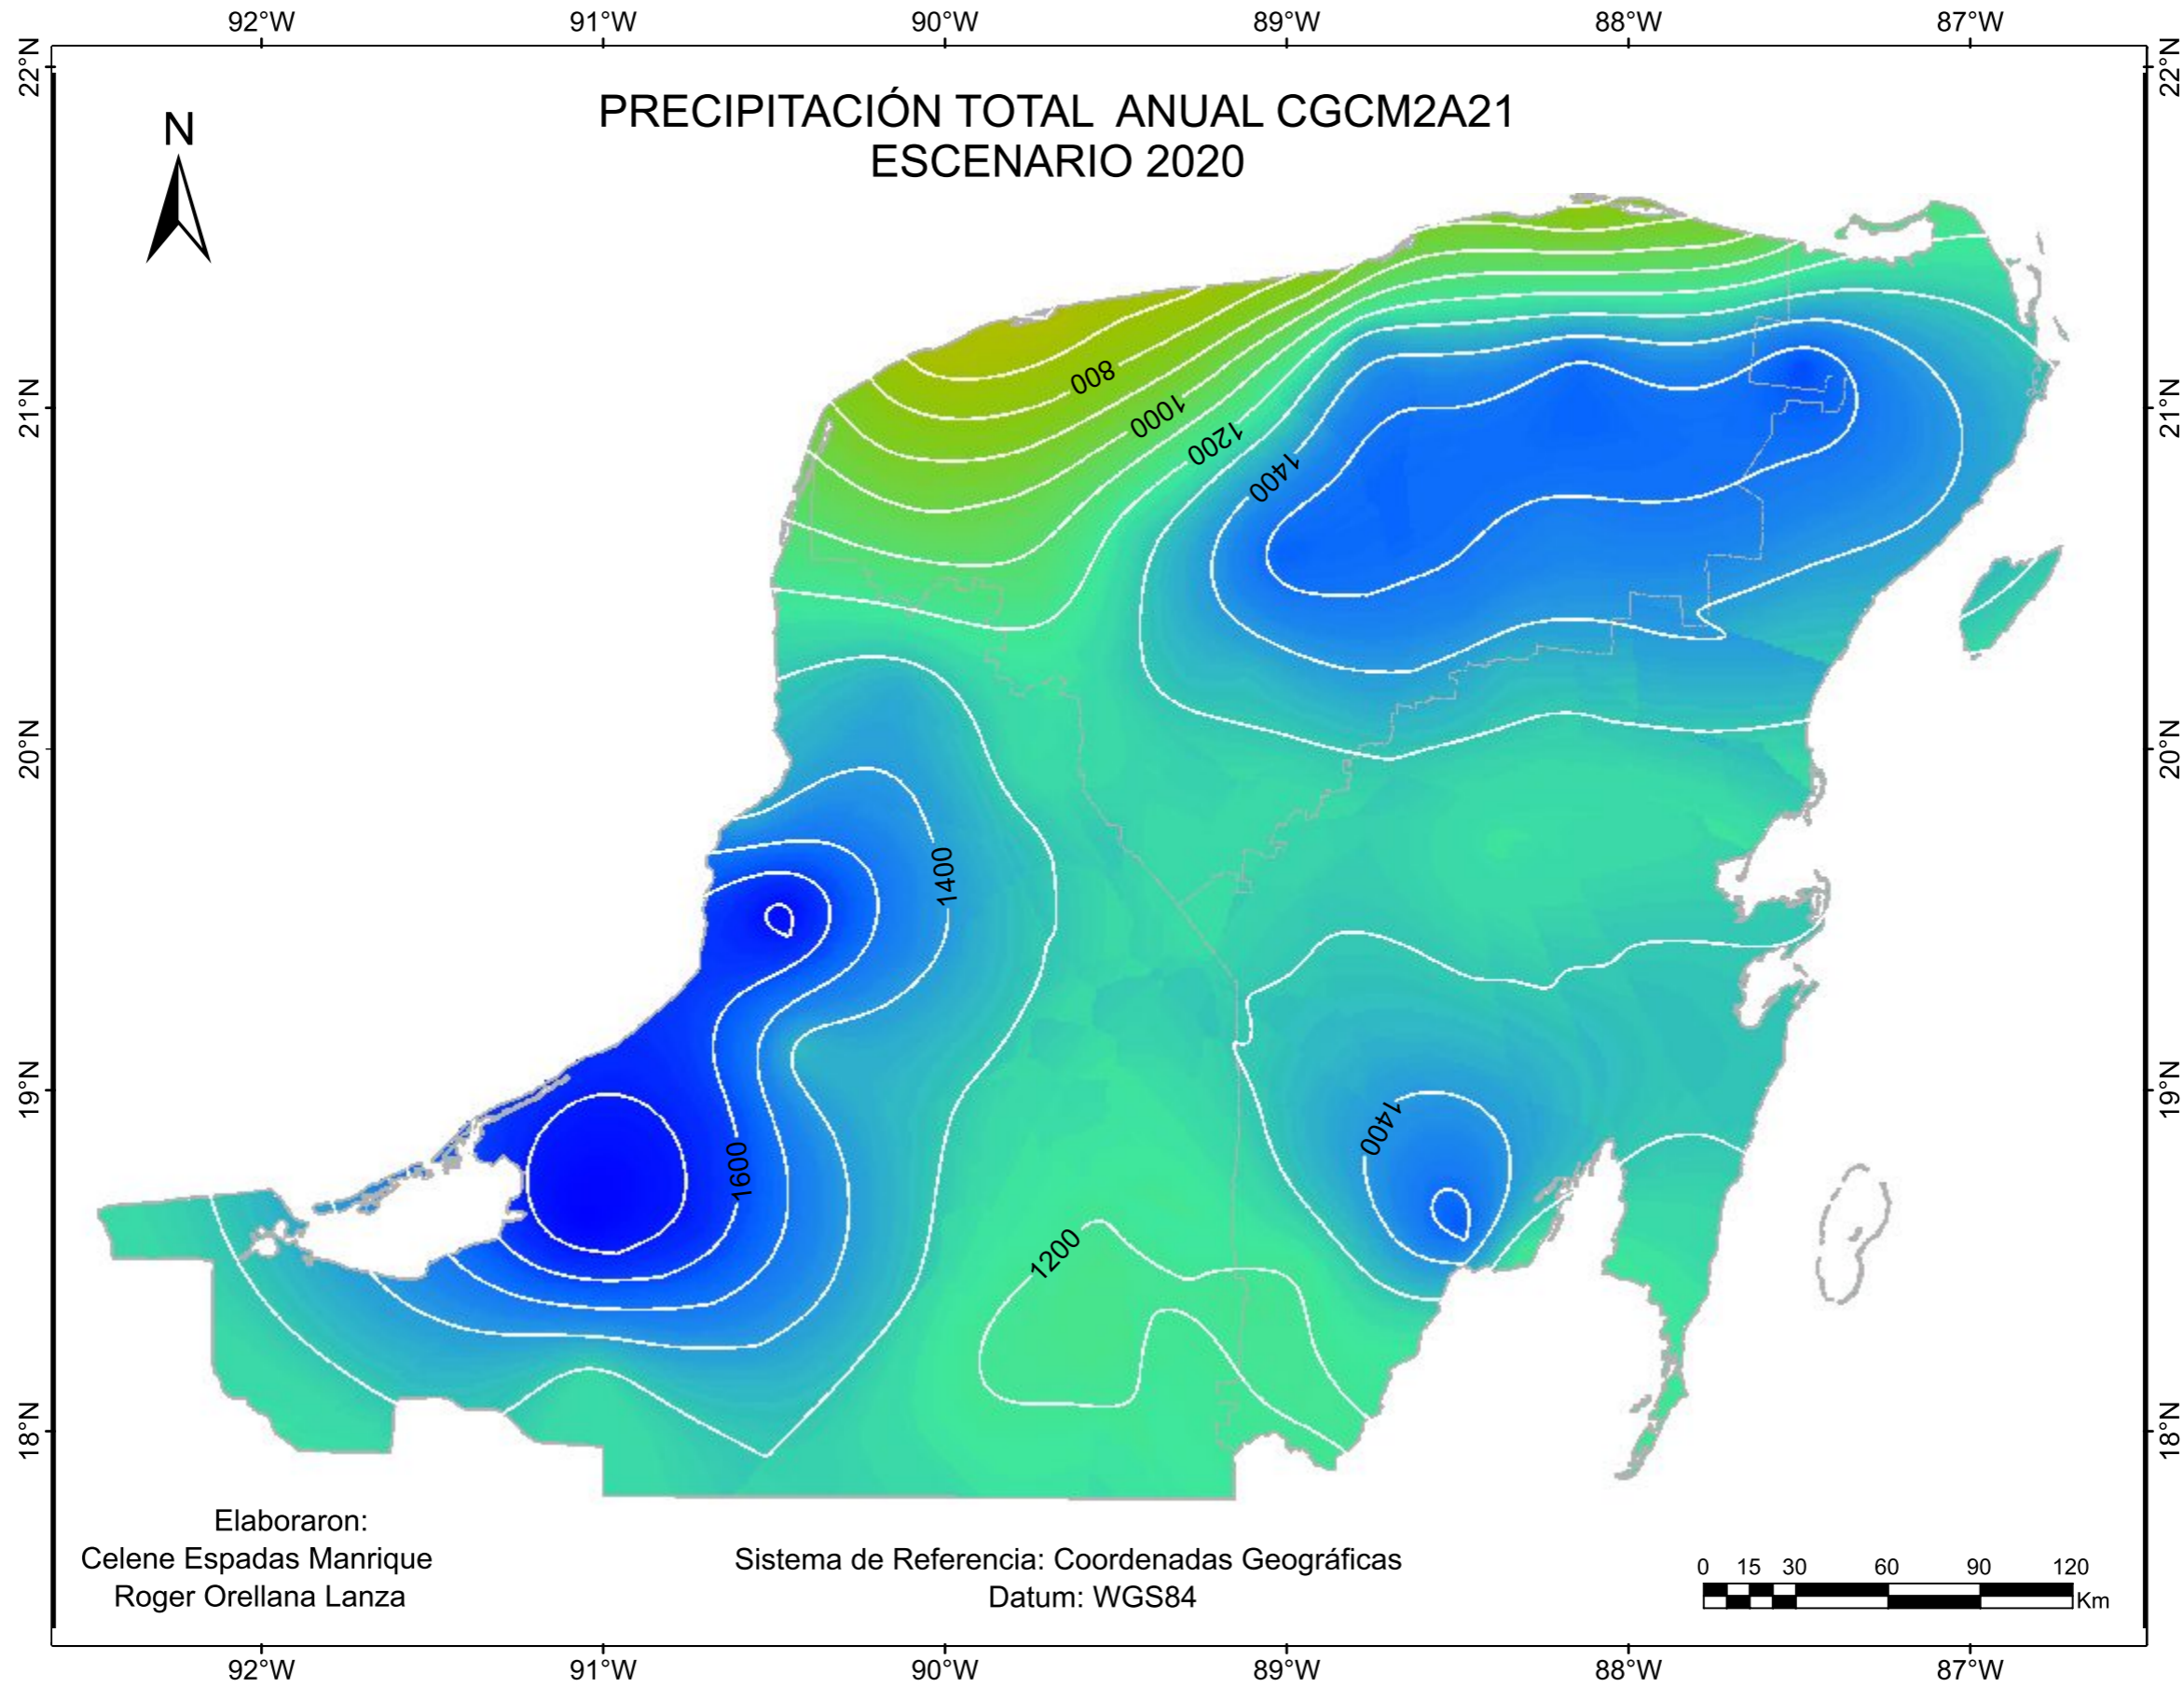 92°W 91°W 90°W 89°W 88°W 87°W
22°N 22°N
N
PRECIPITACIÓN TOTAL ANUAL CGCM2A21
ESCENARIO 2020
800
21°N 21°N
1000
1200
1400
20°N 20°N
1400
19°N 19°N
1400
1600
1200
18°N 18°N
Elaboraron:
Celene Espadas Manrique
Roger Orellana Lanza
Sistema de Referencia: Coordenadas Geográficas
Datum: WGS84
0 15 30 60 90 120
Km
92°W 91°W 90°W 89°W 88°W 87°W